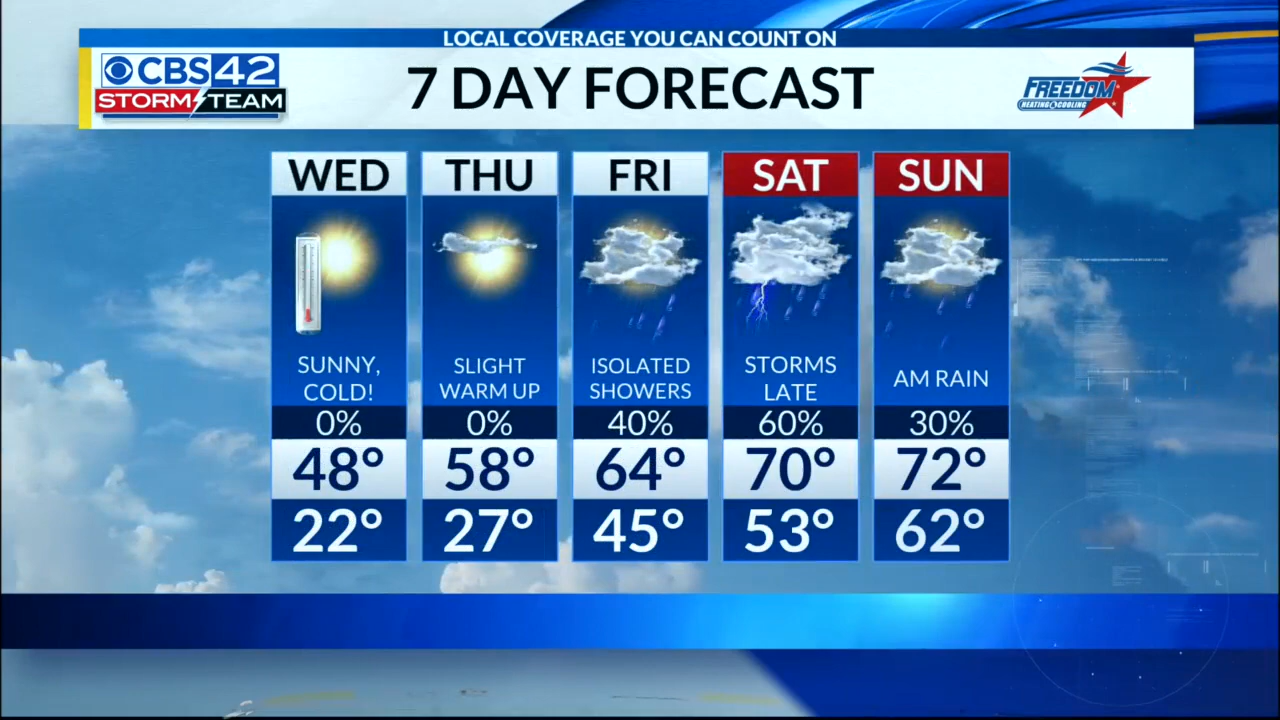 LOCAL COVERAGE YOU CAN COUNT ON
CBS42
STORM TEAM
7 DAY FORECAST
FREEDOM
HEATING & COOLING
WED
SUNNY,
COLD!
0%
48°
22°
THU
SLIGHT
WARM UP
0%
58°
27°
FRI
ISOLATED
SHOWERS
40%
64°
45°
SAT
STORMS
LATE
60%
70°
53°
SUN
AM RAIN
30%
72°
62°